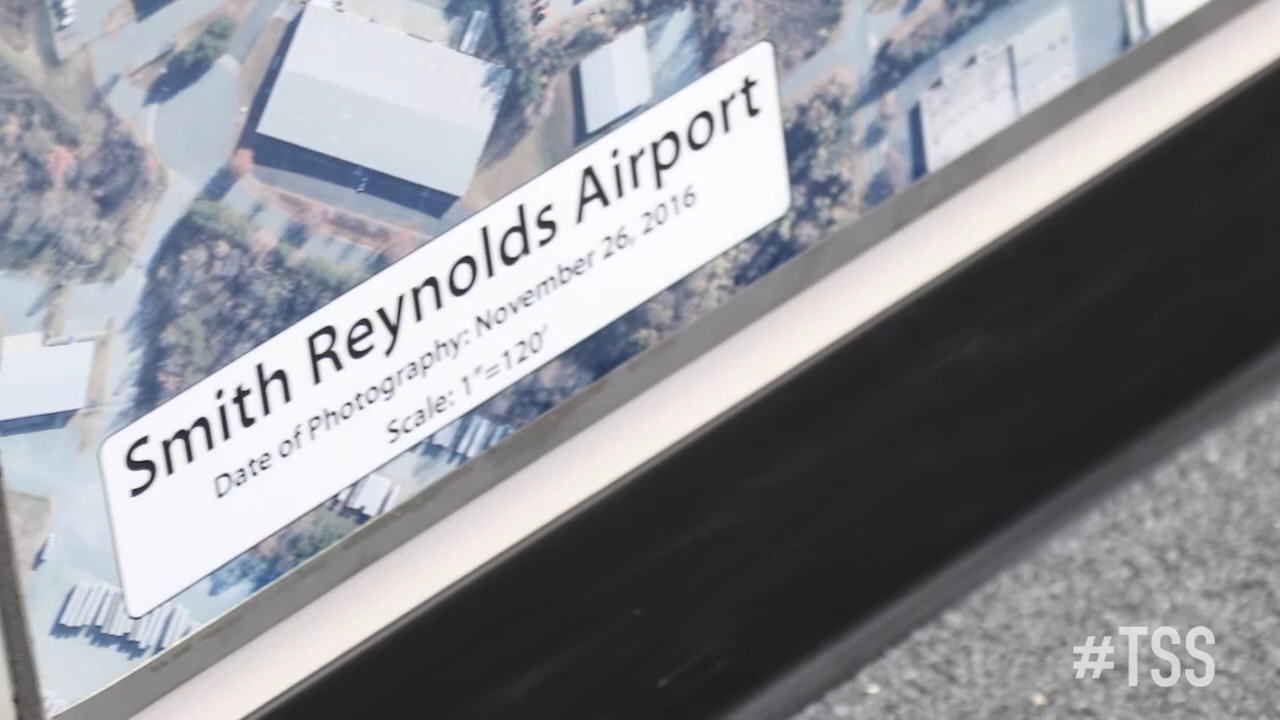 Smith Reynolds Airport
Date of Photography: November 26, 2016
Scale: 1"=120'
#TSS